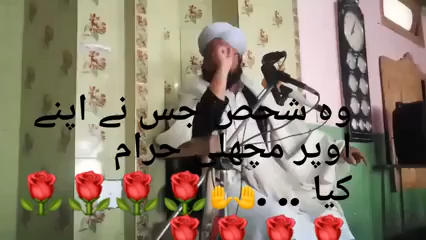 وہ شخص جس نے اپنے
اوپر مچھلی حرام
کیا ...🙌🌹🌹🌹🌹
🌹🌹🌹🌹